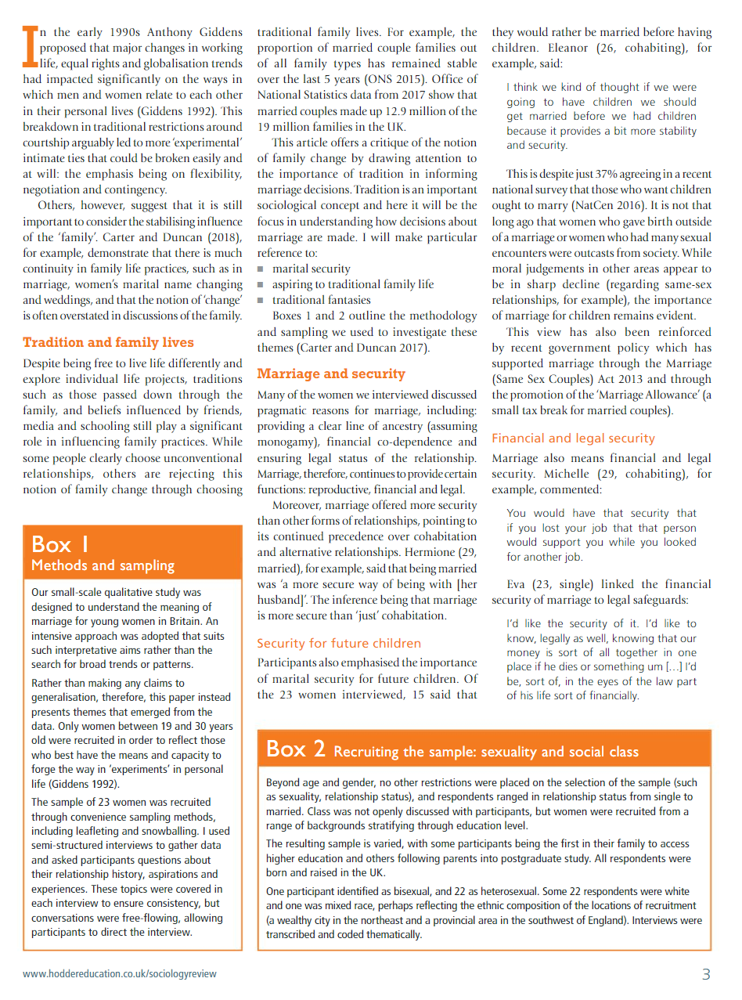 In the early 1990s Anthony Giddens
proposed that major changes in working
life, equal rights and globalisation trends
had impacted significantly on the ways in
which men and women relate to each other
in their personal lives (Giddens 1992). This
breakdown in traditional restrictions around
courtship arguably led to more ‘experimental’
intimate ties that could be broken easily and
at will: the emphasis being on flexibility,
negotiation and contingency.
Others, however, suggest that it is still
important to consider the stabilising influence
of the ‘family’. Carter and Duncan (2018),
for example, demonstrate that there is much
continuity in family life practices, such as in
marriage, women’s marital name changing
and weddings, and that the notion of ‘change’
is often overstated in discussions of the family.
Tradition and family lives
Despite being free to live life differently and
explore individual life projects, traditions
such as those passed down through the
family, and beliefs influenced by friends,
media and schooling still play a significant
role in influencing family practices. While
some people clearly choose unconventional
relationships, others are rejecting this
notion of family change through choosing
traditional family lives. For example, the
proportion of married couple families out
of all family types has remained stable
over the last 5 years (ONS 2015). Office of
National Statistics data from 2017 show that
married couples made up 12.9 million of the
19 million families in the UK.
This article offers a critique of the notion
of family change by drawing attention to
the importance of tradition in informing
marriage decisions. Tradition is an important
sociological concept and here it will be the
focus in understanding how decisions about
marriage are made. I will make particular
reference to:
■ marital security
■ aspiring to traditional family life
■ traditional fantasies
Boxes 1 and 2 outline the methodology
and sampling we used to investigate these
themes (Carter and Duncan 2017).
Marriage and security
Many of the women we interviewed discussed
pragmatic reasons for marriage, including:
providing a clear line of ancestry (assuming
monogamy), financial co-dependence and
ensuring legal status of the relationship.
Marriage, therefore, continues to provide certain
functions: reproductive, financial and legal.
Moreover, marriage offered more security
than other forms of relationships, pointing to
its continued precedence over cohabitation
and alternative relationships. Hermione (29,
married), for example, said that being married
was ‘a more secure way of being with [her
husband]’. The inference being that marriage
is more secure than ‘just’ cohabitation.
Security for future children
Participants also emphasised the importance
of marital security for future children. Of
the 23 women interviewed, 15 said that
they would rather be married before having
children. Eleanor (26, cohabiting), for
example, said:
I think we kind of thought if we were
going to have children we should
get married before we had children
because it provides a bit more stability
and security.
This is despite just 37% agreeing in a recent
national survey that those who want children
ought to marry (NatCen 2016). It is not that
long ago that women who gave birth outside
of a marriage or women who had many sexual
encounters were outcasts from society. While
moral judgements in other areas appear to
be in sharp decline (regarding same-sex
relationships, for example), the importance
of marriage for children remains evident.
This view has also been reinforced
by recent government policy which has
supported marriage through the Marriage
(Same Sex Couples) Act 2013 and through
the promotion of the ‘Marriage Allowance’ (a
small tax break for married couples).
Financial and legal security
Marriage also means financial and legal
security. Michelle (29, cohabiting), for
example, commented:
You would have that security that
if you lost your job that that person
would support you while you looked
for another job.
Eva (23, single) linked the financial
security of marriage to legal safeguards:
I’d like the security of it. I’d like to
know, legally as well, knowing that our
money is sort of all together in one
place if he dies or something um […] I’d
be, sort of, in the eyes of the law part
of his life sort of financially.
Box 1
Methods and sampling
Our small-scale qualitative study was
designed to understand the meaning of
marriage for young women in Britain. An
intensive approach was adopted that suits
such interpretative aims rather than the
search for broad trends or patterns.
Rather than making any claims to
generalisation, therefore, this paper instead
presents themes that emerged from the
data. Only women between 19 and 30 years
old were recruited in order to reflect those
who best have the means and capacity to
forge the way in ‘experiments’ in personal
life (Giddens 1992).
The sample of 23 women was recruited
through convenience sampling methods,
including leafleting and snowballing. I used
semi-structured interviews to gather data
and asked participants questions about
their relationship history, aspirations and
experiences. These topics were covered in
each interview to ensure consistency, but
conversations were free-flowing, allowing
participants to direct the interview.
Box 2 Recruiting the sample: sexuality and social class
Beyond age and gender, no other restrictions were placed on the selection of the sample (such
as sexuality, relationship status), and respondents ranged in relationship status from single to
married. Class was not openly discussed with participants, but women were recruited from a
range of backgrounds stratifying through education level.
The resulting sample is varied, with some participants being the first in their family to access
higher education and others following parents into postgraduate study. All respondents were
born and raised in the UK.
One participant identified as bisexual, and 22 as heterosexual. Some 22 respondents were white
and one was mixed race, perhaps reflecting the ethnic composition of the locations of recruitment
(a wealthy city in the northeast and a provincial area in the southwest of England). Interviews were
transcribed and coded thematically.
www.hoddereducation.co.uk/sociologyreview
3